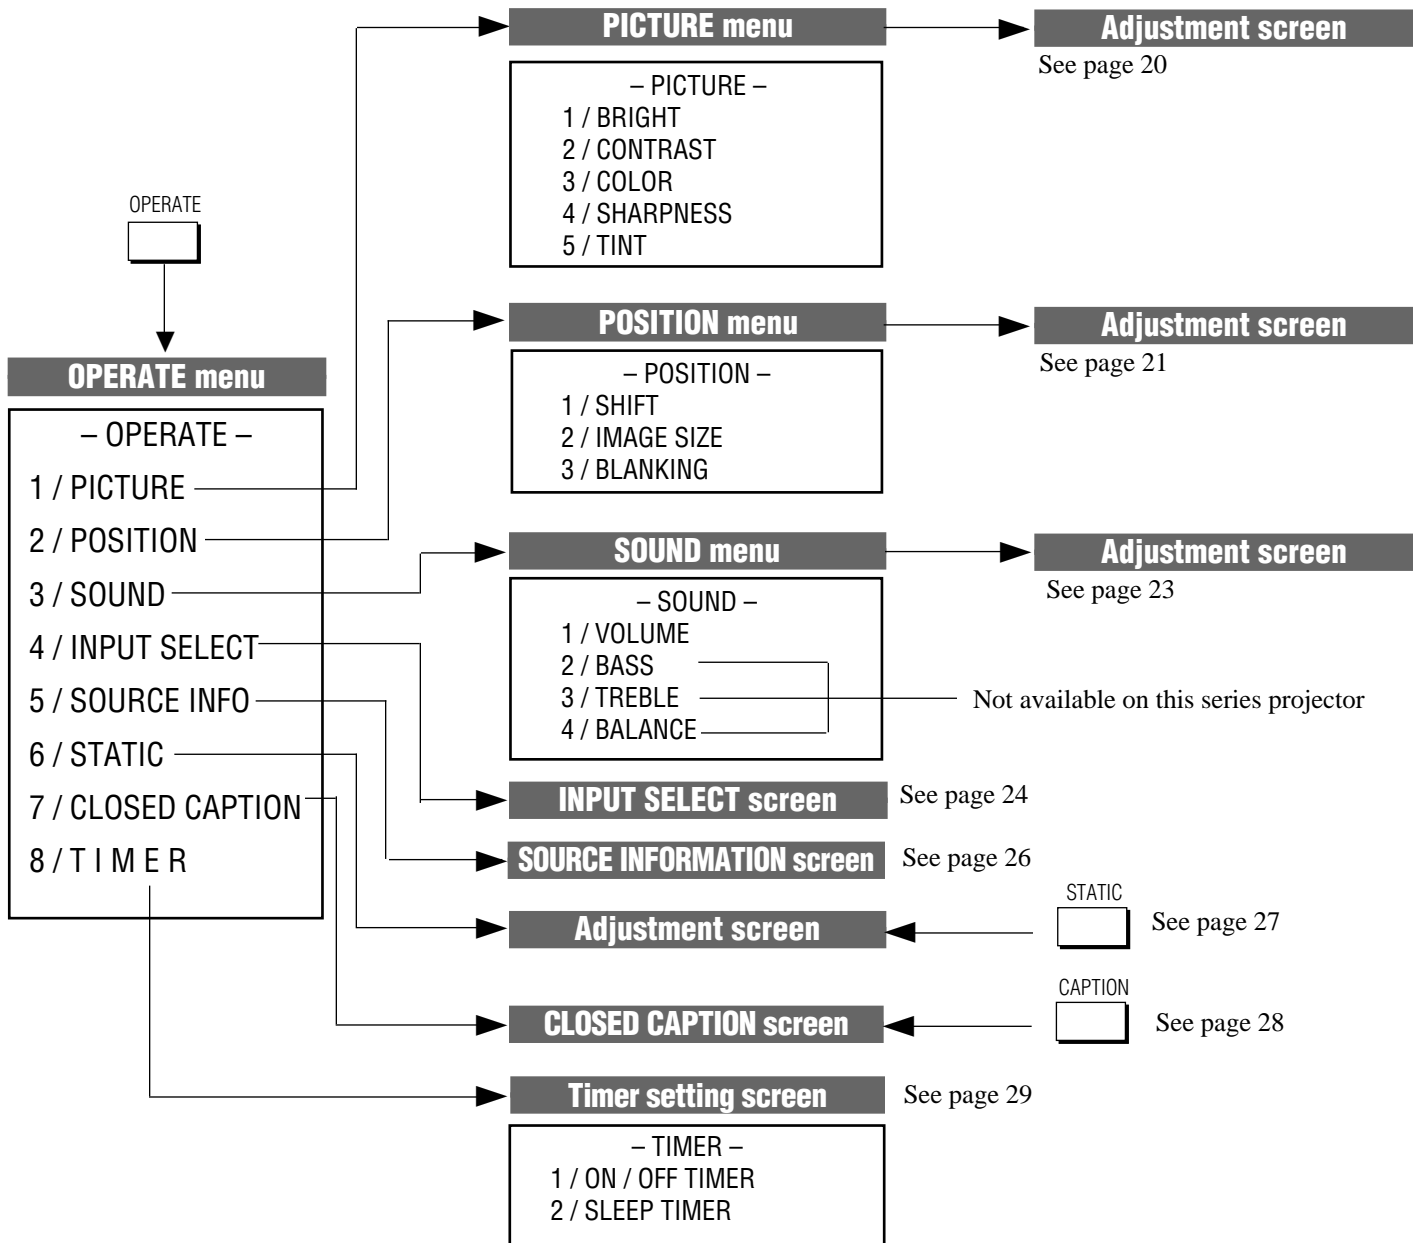 OPERATE
OPERATE menu
– OPERATE –
1 / PICTURE
2 / POSITION
3 / SOUND
4 / INPUT SELECT
5 / SOURCE INFO
6 / STATIC
7 / CLOSED CAPTION
8 / T I M E R
PICTURE menu
– PICTURE –
1 / BRIGHT
2 / CONTRAST
3 / COLOR
4 / SHARPNESS
5 / TINT
Adjustment screen
See page 20
POSITION menu
– POSITION –
1 / SHIFT
2 / IMAGE SIZE
3 / BLANKING
Adjustment screen
See page 21
SOUND menu
– SOUND –
1 / VOLUME
2 / BASS
3 / TREBLE
4 / BALANCE
Not available on this series projector
Adjustment screen
See page 23
INPUT SELECT screen
See page 24
SOURCE INFORMATION screen
See page 26
Adjustment screen
STATIC
See page 27
CLOSED CAPTION screen
CAPTION
See page 28
Timer setting screen
See page 29
– TIMER –
1 / ON / OFF TIMER
2 / SLEEP TIMER